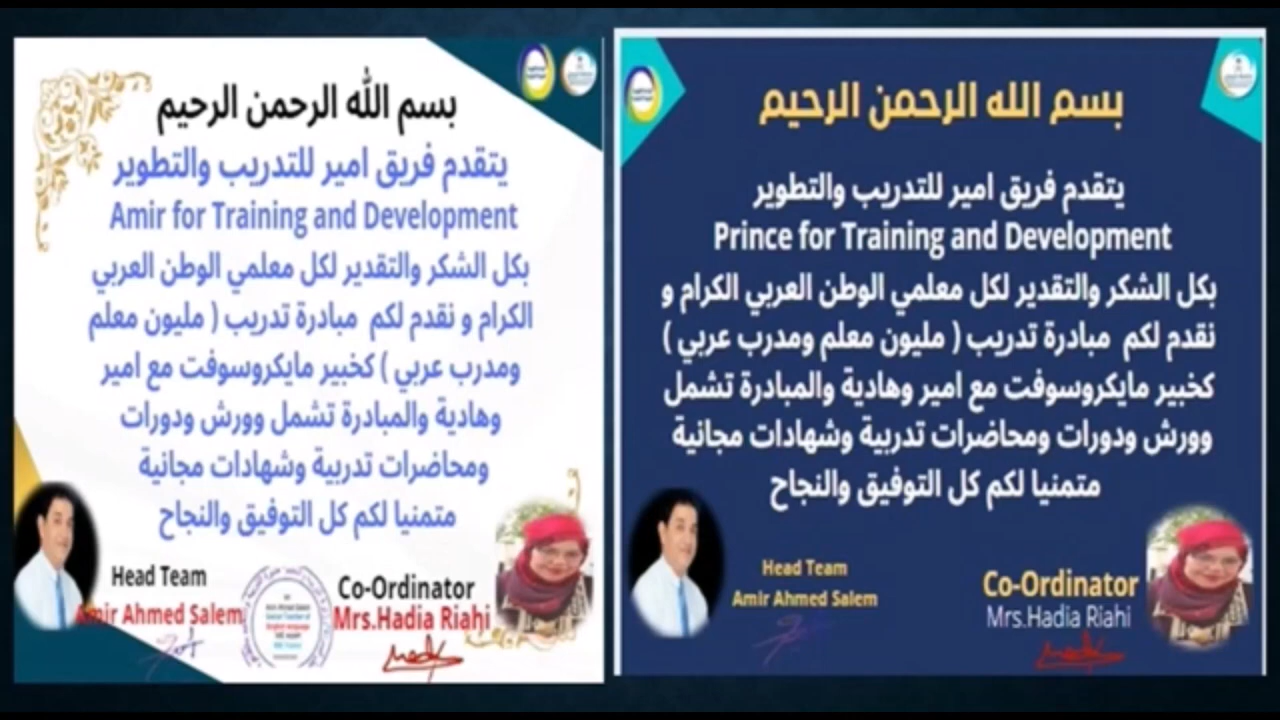 بسم الله الرحمن الرحيم
يتقدم فريق امير للتدريب والتطوير
Amir for Training and Development
بكل الشكر والتقدير لكل معلمي الوطن العربي
الكرام و نقدم لكم مبادرة تدريب ( مليون معلم
ومدرب عربي ) كخبير مايكروسوفت مع امير
وهادية والمبادرة تشمل وورش ودورات
ومحاضرات تدربية وشهادات مجانية
متمنيا لكم كل التوفيق والنجاح
Head Team
Amir Ahmed Salem
Co-Ordinator
Mrs.Hadia Riahi
بسم الله الرحمن الرحيم
يتقدم فريق امير للتدريب والتطوير
Prince for Training and Development
بكل الشكر والتقدير لكل معلمي الوطن العربي الكرام و
نقدم لكم مبادرة تدريب ( مليون معلم ومدرب عربي )
كخبير مايكروسوفت مع امير وهادية والمبادرة تشمل
وورش ودورات ومحاضرات تدربية وشهادات مجانية
متمنيا لكم كل التوفيق والنجاح
Head Team
Amir Ahmed Salem
Co-Ordinator
Mrs.Hadia Riahi